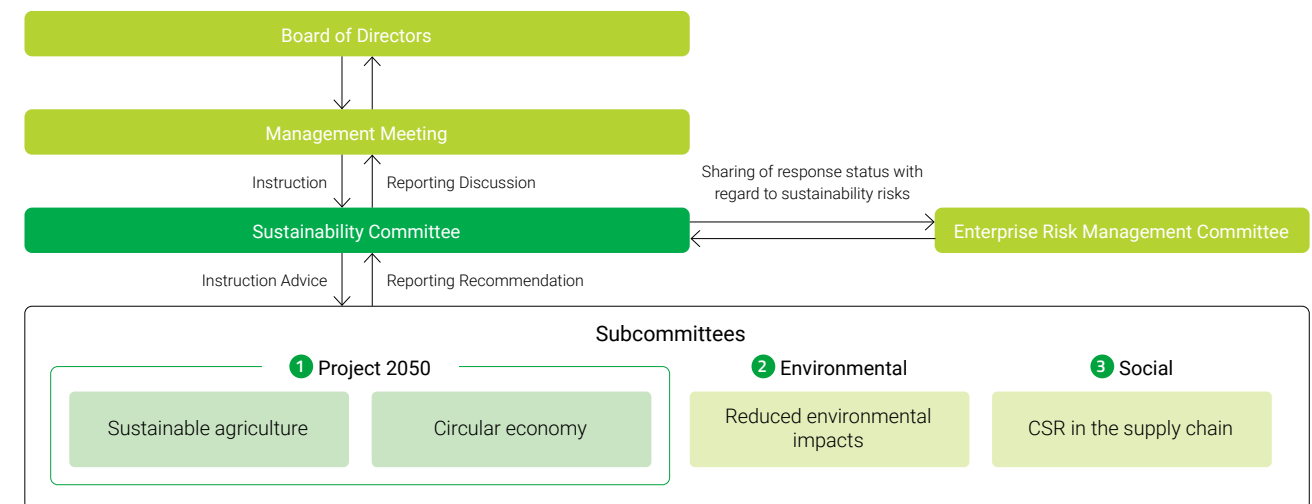 Board of Directors
Management Meeting
Instruction
Reporting Discussion
Sharing of response status with
regard to sustainability risks
Sustainability Committee
Enterprise Risk Management Committee
Instruction Advice
Reporting Recommendation
Subcommittees
1 Project 2050
Sustainable agriculture
Circular economy
2 Environmental
Reduced environmental
impacts
3 Social
CSR in the supply chain